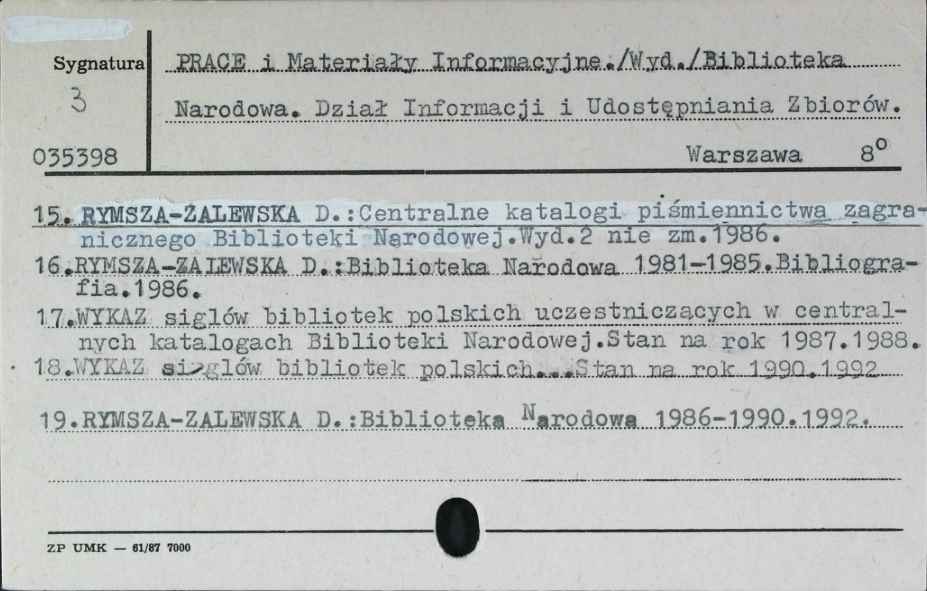 Sygnatura
3
035398
PRACE i Materiały Informacyjne./Wyd./Biblioteka
Narodowa. Dział Informacji i Udostępniania Zbiorów.
Warszawa 8°
15. RYMSZA-ZALEWSKA D.:Centralne katalogi piśmiennictwa zagra-
nicznego Biblioteki Narodowej.Wyd.2 nie zm.1986.
16.RYMSZA-ZALEWSKA D.:Biblioteka Narodowa 1981-1985.Bibliogra-
fia.1986.
17.WYKAZ siglów bibliotek polskich uczestniczących w central-
nych katalogach Biblioteki Narodowej.Stan na rok 1987.1988.
18.WYKAZ siglów bibliotek polskich...Stan na rok 1990.1992
19.RYMSZA-ZALEWSKA D.:Biblioteka Narodowa 1986-1990.1992.
ZP UMK — 61/87 7000